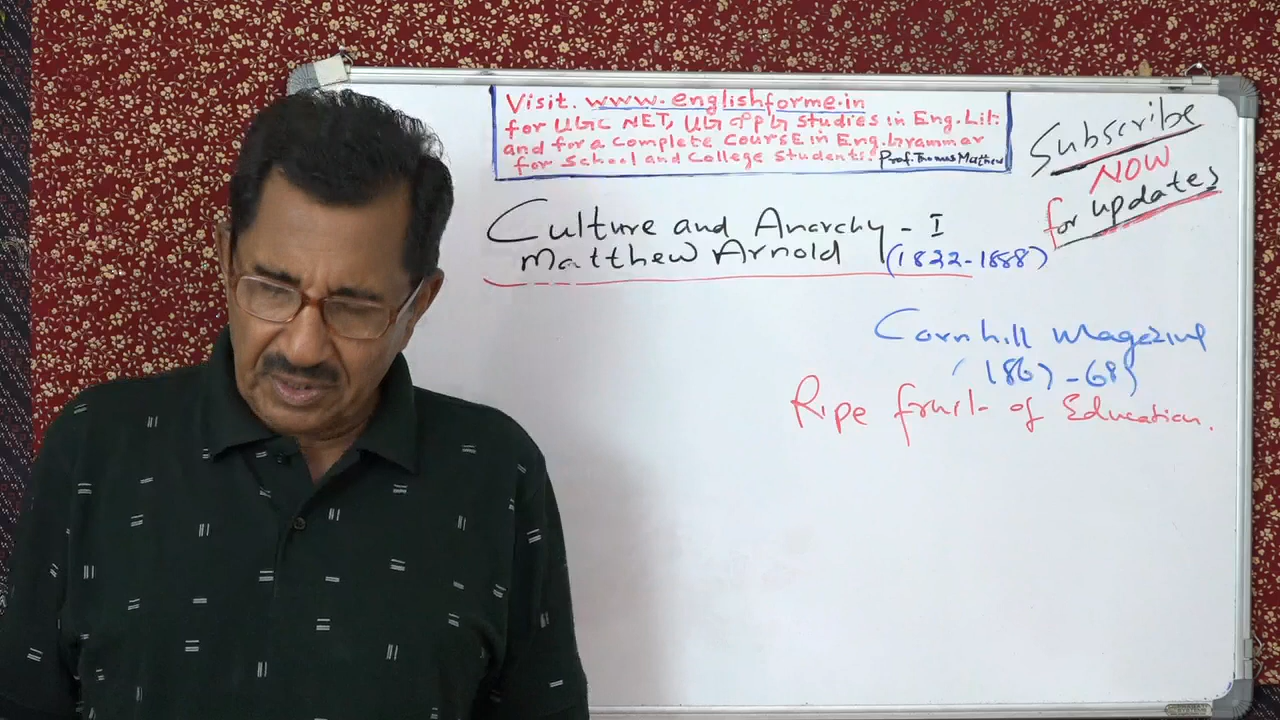 Visit. www.englishforme.in
for UGC NET, UG & PG Studies in Eng. Lit:
and for a Complete Course in Eng. Grammar
for School and College Students. Prof. Thomas Mathew
Subscribe
NOW
for updates
Culture and Anarchy - I
Matthew Arnold (1822-1888)
Cornhill Magazine
(1867-68)
Ripe fruit of Education.